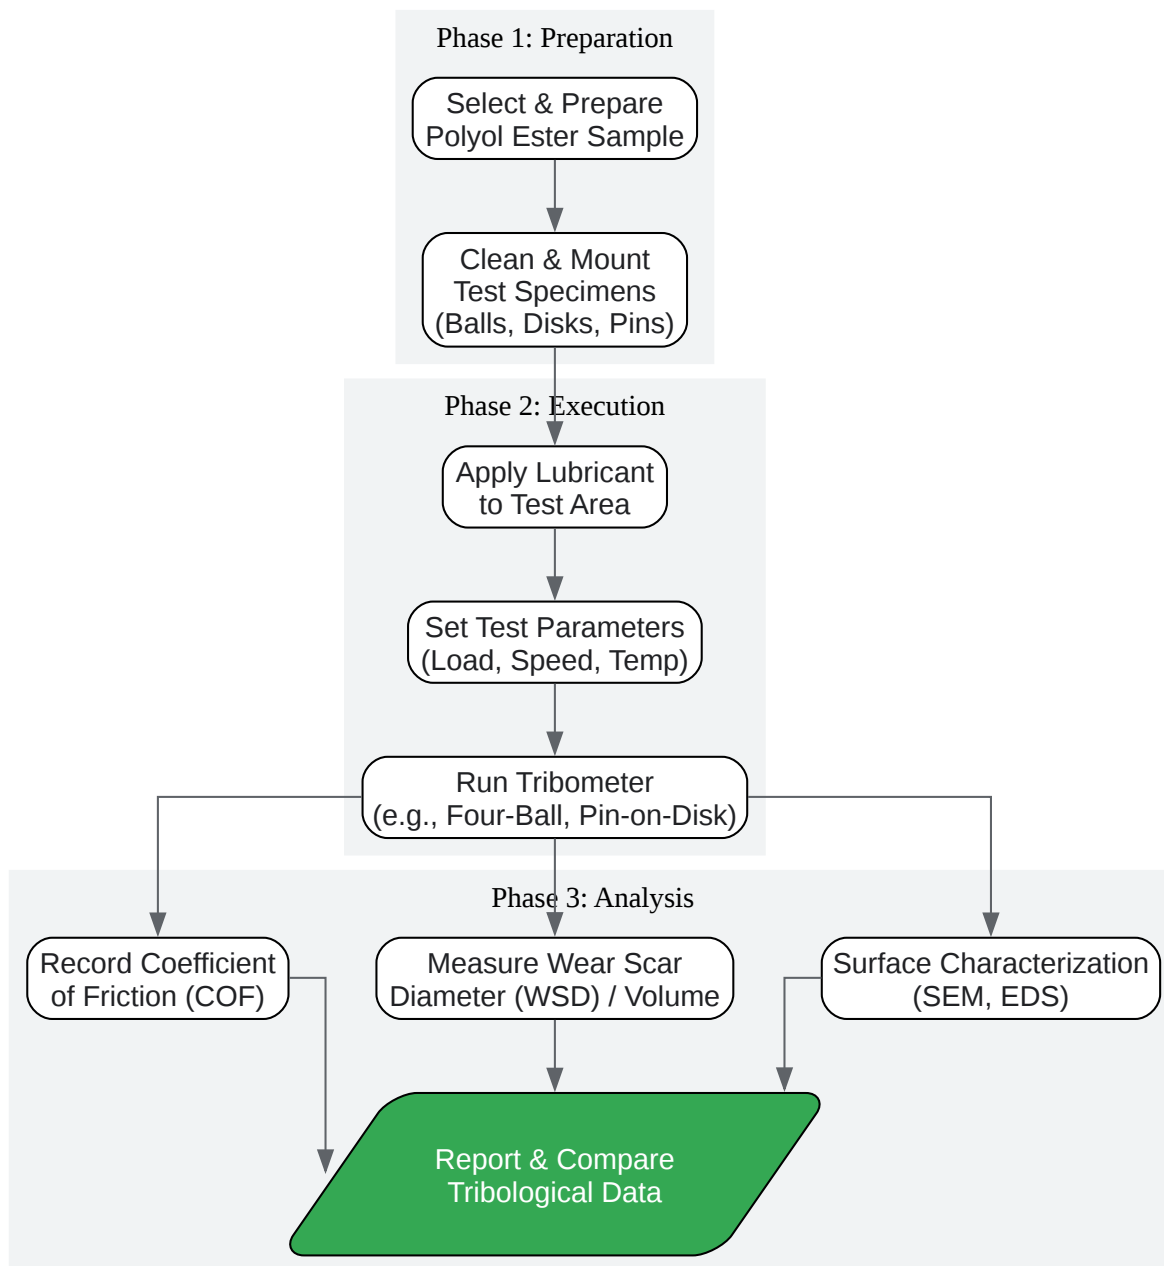 Phase 1: Preparation
Select & Prepare
Polyol Ester Sample
Clean & Mount
Test Specimens
(Balls, Disks, Pins)
Phase 2: Execution
Apply Lubricant
to Test Area
Set Test Parameters
(Load, Speed, Temp)
Run Tribometer
(e.g., Four-Ball, Pin-on-Disk)
Phase 3: Analysis
Record Coefficient
of Friction (COF)
Measure Wear Scar
Diameter (WSD) / Volume
Surface Characterization
(SEM, EDS)
Report & Compare
Tribological Data